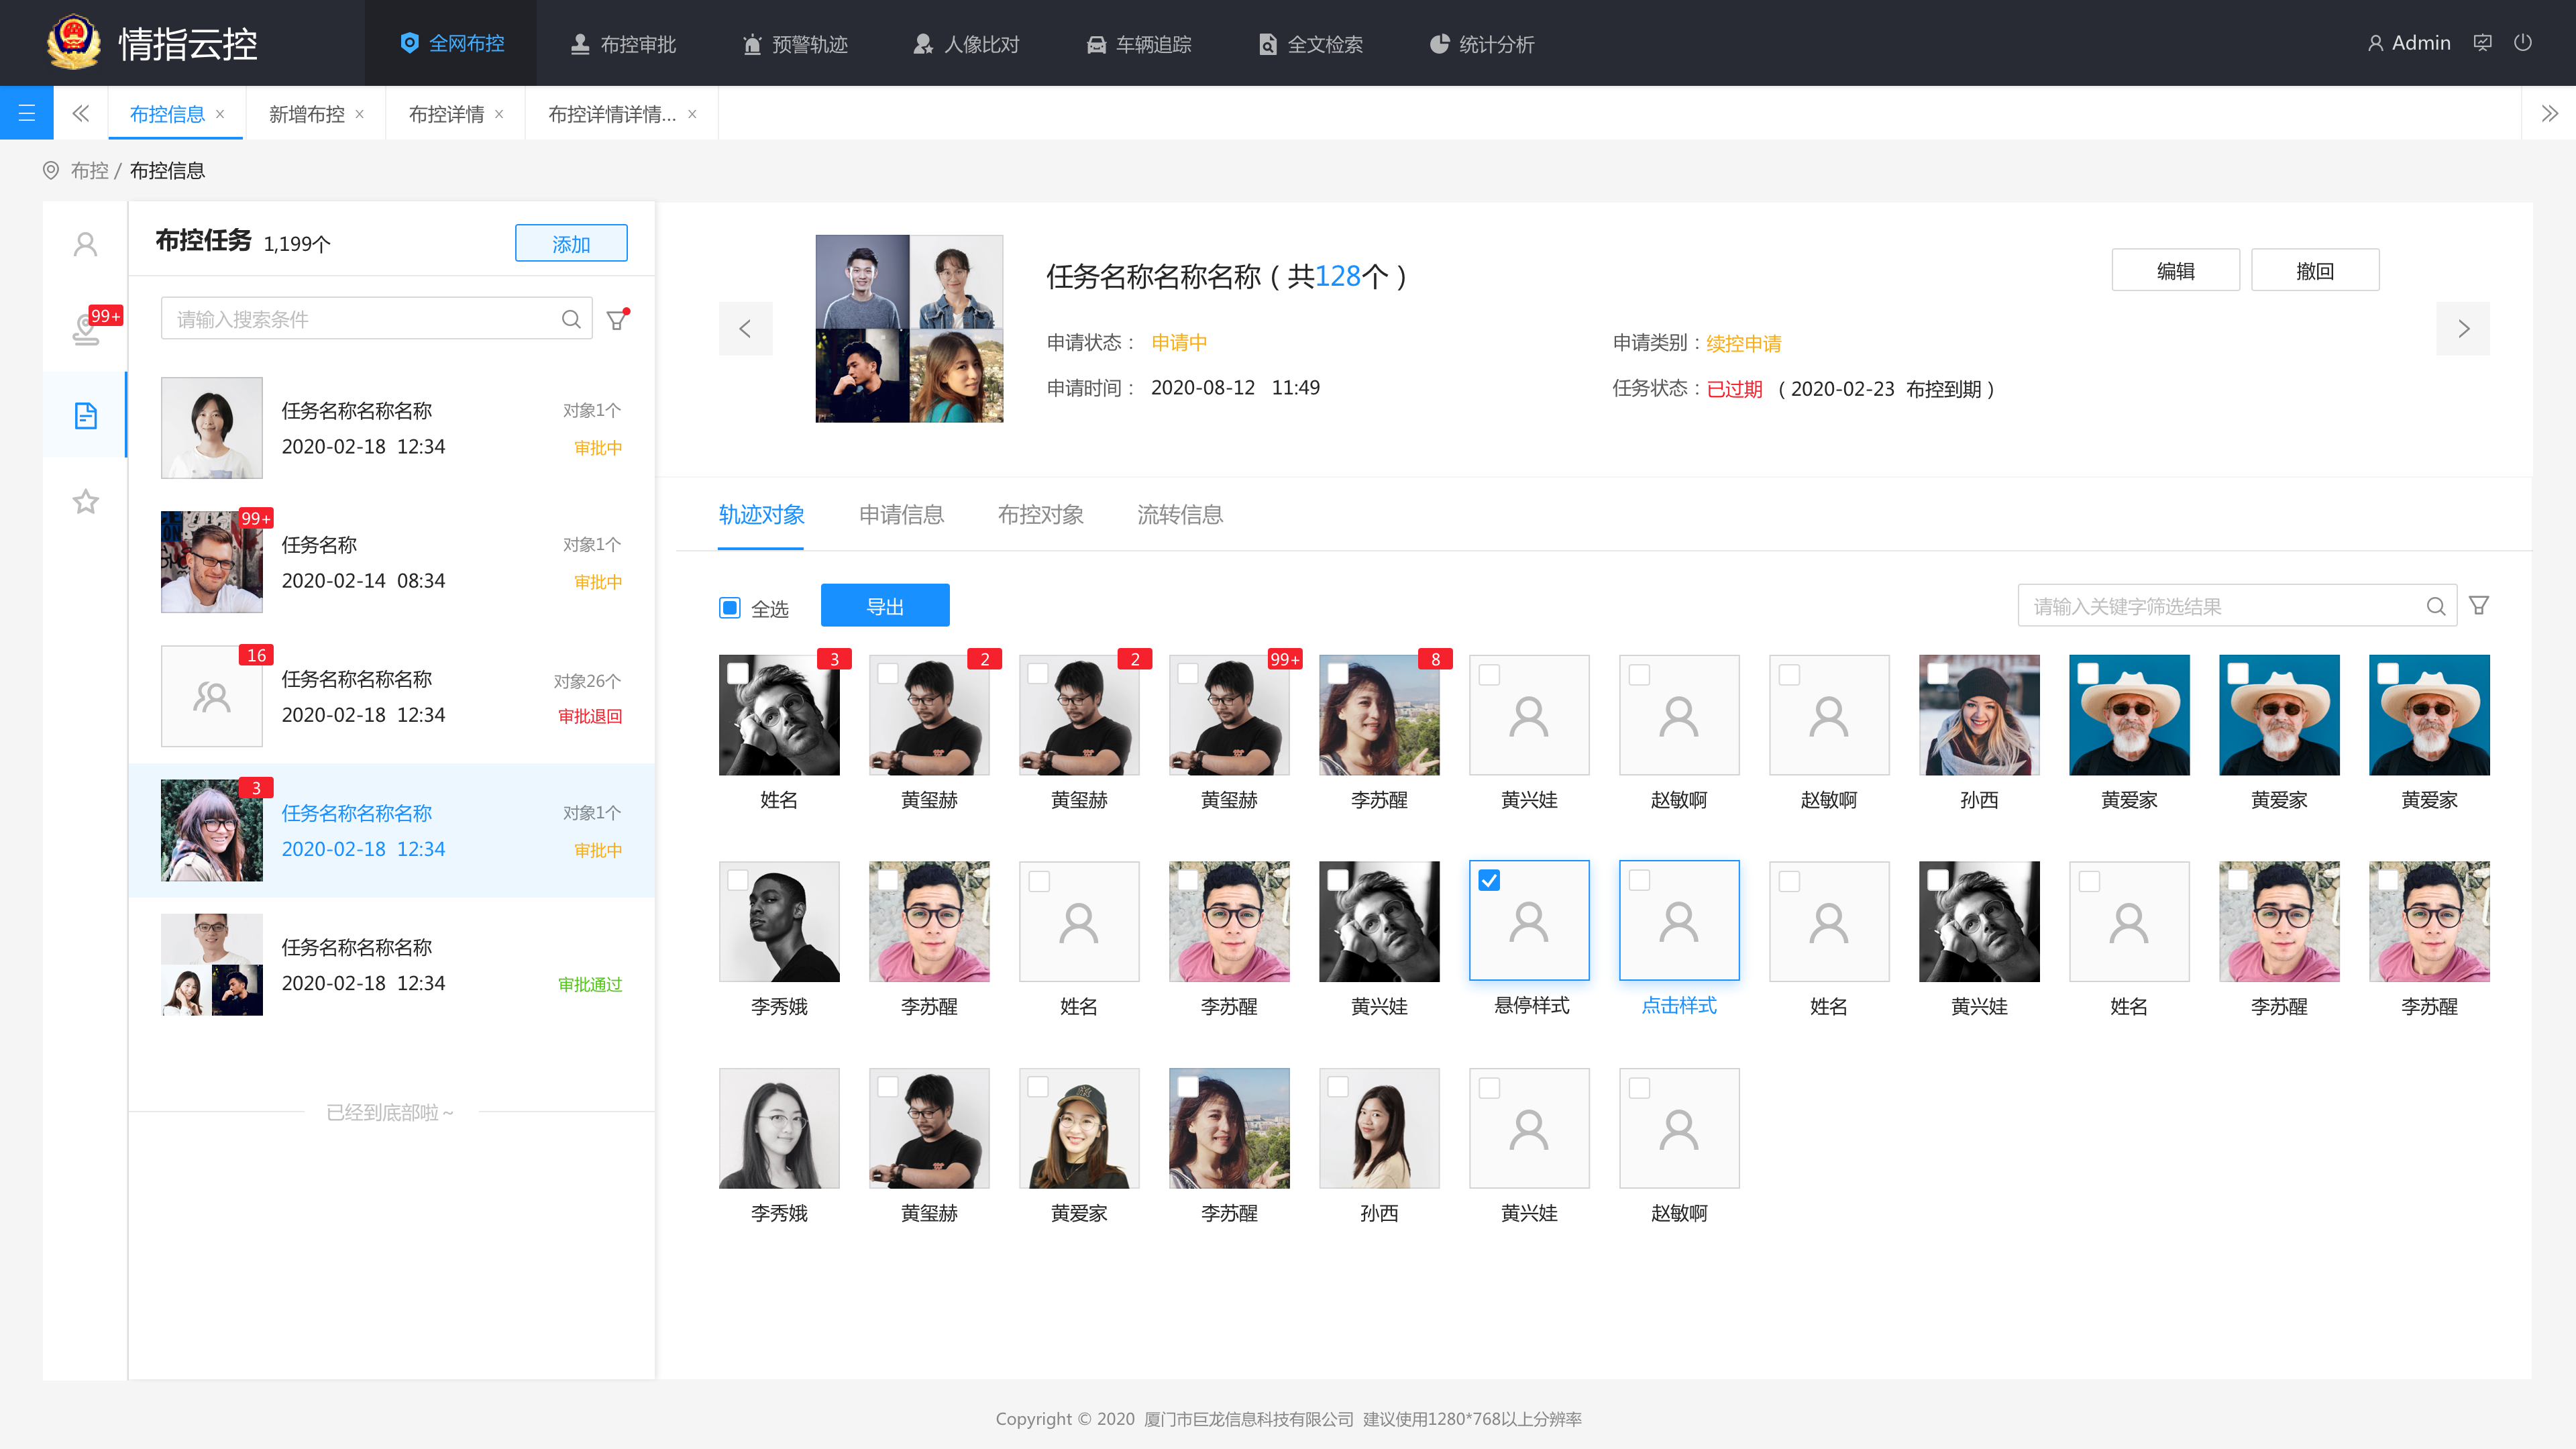 情指云控 全网布控 布控审批 预警轨迹 人像比对 车辆追踪 全文检索 统计分析 Admin
布控信息 × 新增布控 × 布控详情 × 布控详情详情... ×
布控 / 布控信息
布控任务 1,199个 添加
99+
请输入搜索条件
任务名称名称名称 对象1个
2020-02-18 12:34 审批中
99+
任务名称 对象1个
2020-02-14 08:34 审批中
16
任务名称名称名称 对象26个
2020-02-18 12:34 审批退回
3
任务名称名称名称 对象1个
2020-02-18 12:34 审批中
任务名称名称名称
2020-02-18 12:34 审批通过
已经到底部啦~
任务名称名称名称(共128个) 编辑 撤回
申请状态: 申请中 申请类别:续控申请
申请时间: 2020-08-12 11:49 任务状态:已过期 (2020-02-23 布控到期)
轨迹对象 申请信息 布控对象 流转信息
全选 导出 请输入关键字筛选结果
3 2 2 99+ 8
姓名 黄玺赫 黄玺赫 黄玺赫 李苏醒 黄兴娃 赵敏啊 赵敏啊 孙西 黄爱家 黄爱家 黄爱家
李秀娥 李苏醒 姓名 李苏醒 黄兴娃 悬停样式 点击样式 姓名 黄兴娃 姓名 李苏醒 李苏醒
李秀娥 黄玺赫 黄爱家 李苏醒 孙西 黄兴娃 赵敏啊
Copyright © 2020 厦门市巨龙信息科技有限公司 建议使用1280*768以上分辨率